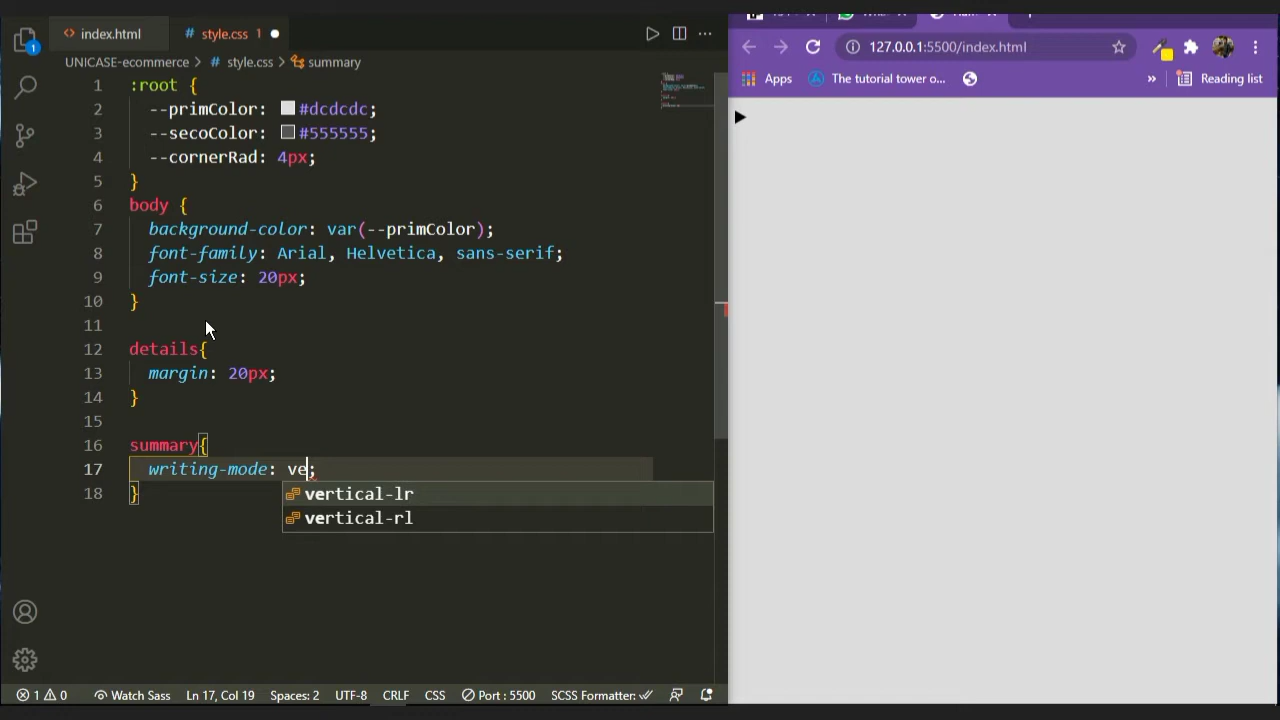 index.html
style.css 1
UNICASE-ecommerce > # style.css > summary
1 :root {
2 --primColor: #dcdcdc;
3 --secoColor: #555555;
4 --cornerRad: 4px;
5 }
6 body {
7 background-color: var(--primColor);
8 font-family: Arial, Helvetica, sans-serif;
9 font-size: 20px;
10 }
11
12 details{
13 margin: 20px;
14 }
15
16 summary{
17 writing-mode: ve;
18 }
vertical-lr
vertical-rl
1
1 0 Watch Sass Ln 17, Col 19 Spaces: 2 UTF-8 CRLF CSS Port : 5500 SCSS Formatter:
127.0.0.1:5500/index.html
Apps The tutorial tower o... » Reading list